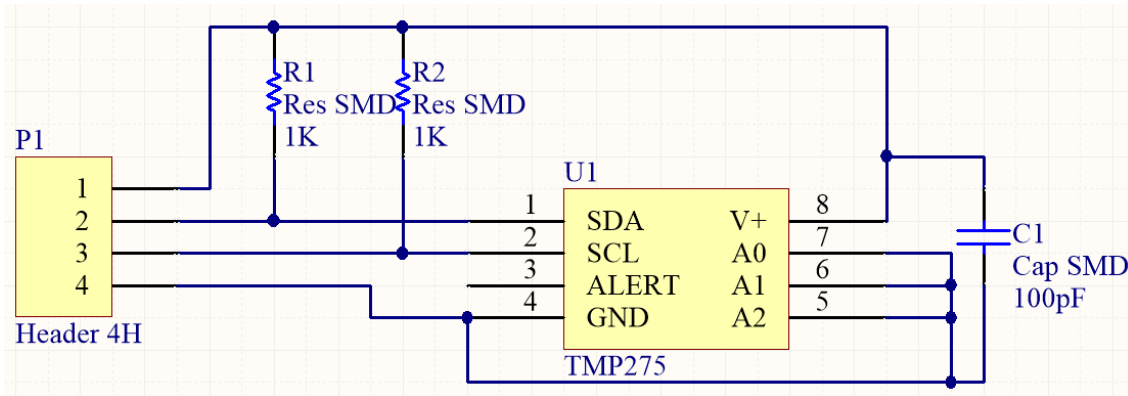 R1
Res SMD
1K
R2
Res SMD
1K
P1
1
2
3
4
Header 4H
U1
1
2
3
4
SDA
SCL
ALERT
GND
V+
A0
A1
A2
8
7
6
5
TMP275
C1
Cap SMD
100pF